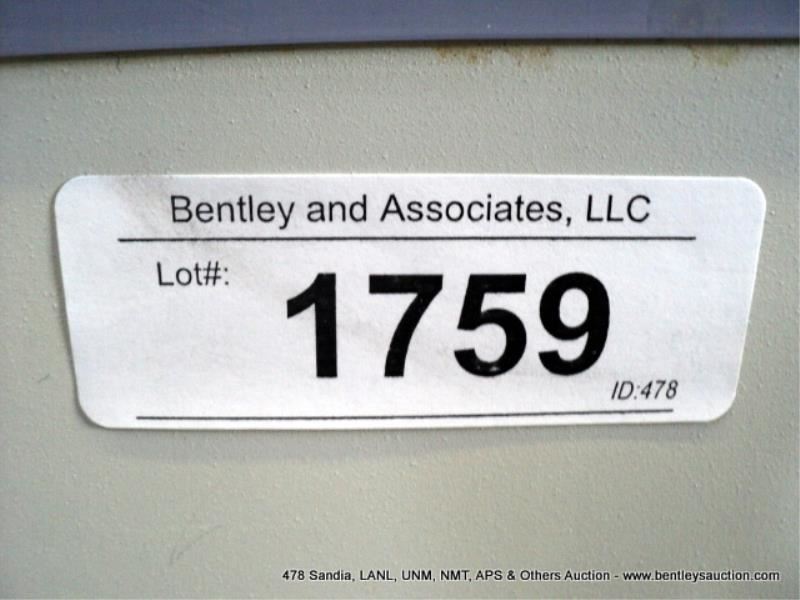 Bentley and Associates, LLC
Lot#:
1759
ID:478
478 Sandia, LANL, UNM, NMT, APS & Others Auction - www.bentleysauction.com